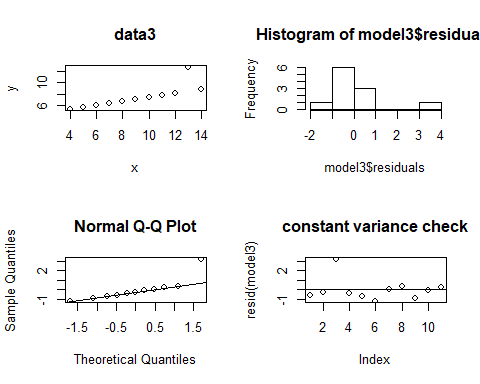 data3
y
6 10
4 6 8 10 12 14
x
Histogram of model3$residua
Frequency
0 3 6
-2 0 1 2 3 4
model3$residuals
Normal Q-Q Plot
Sample Quantiles
-1 2
-1.5 -0.5 0.5 1.5
Theoretical Quantiles
constant variance check
resid(model3)
-1 2
2 4 6 8 10
Index